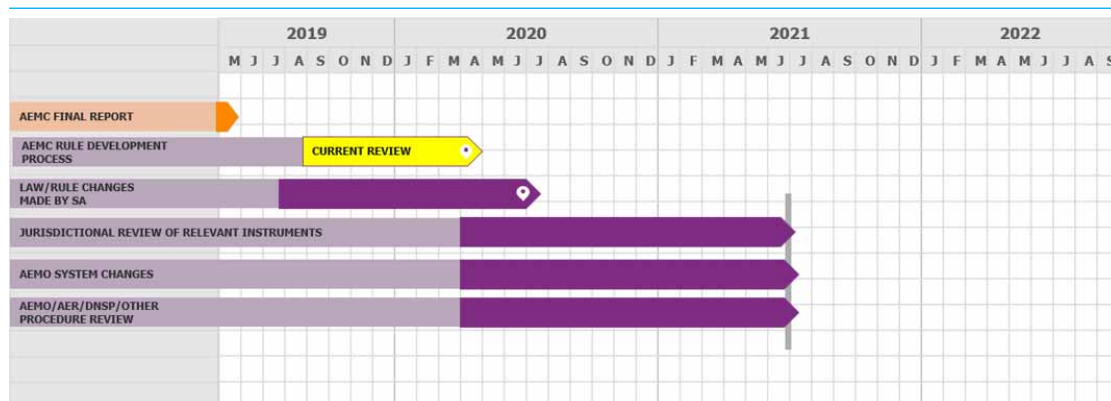 2019 2020 2021 2022
M J J A S O N D J F M A M J J A S O N D J F M A M J J A S O N D J F M A M J J A S
AEMC FINAL REPORT
AEMC RULE DEVELOPMENT
PROCESS
CURRENT REVIEW
LAW/RULE CHANGES
MADE BY SA
JURISDICTIONAL REVIEW OF RELEVANT INSTRUMENTS
AEMO SYSTEM CHANGES
AEMO/AER/DNSP/OTHER
PROCEDURE REVIEW